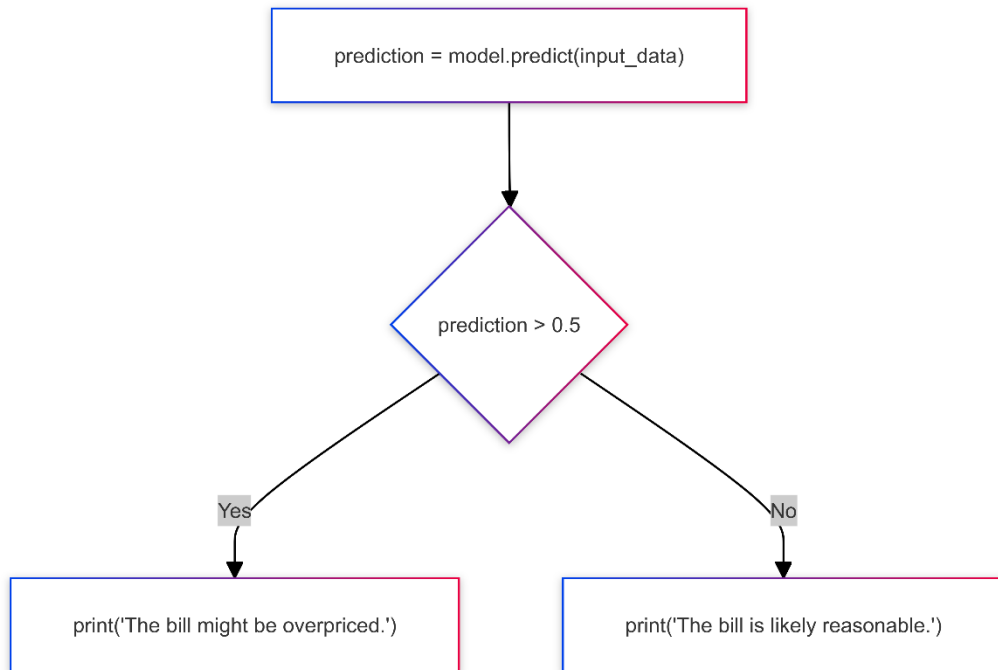 prediction = model.predict(input_data)
prediction > 0.5
Yes
No
print('The bill might be overpriced.')
print('The bill is likely reasonable.')